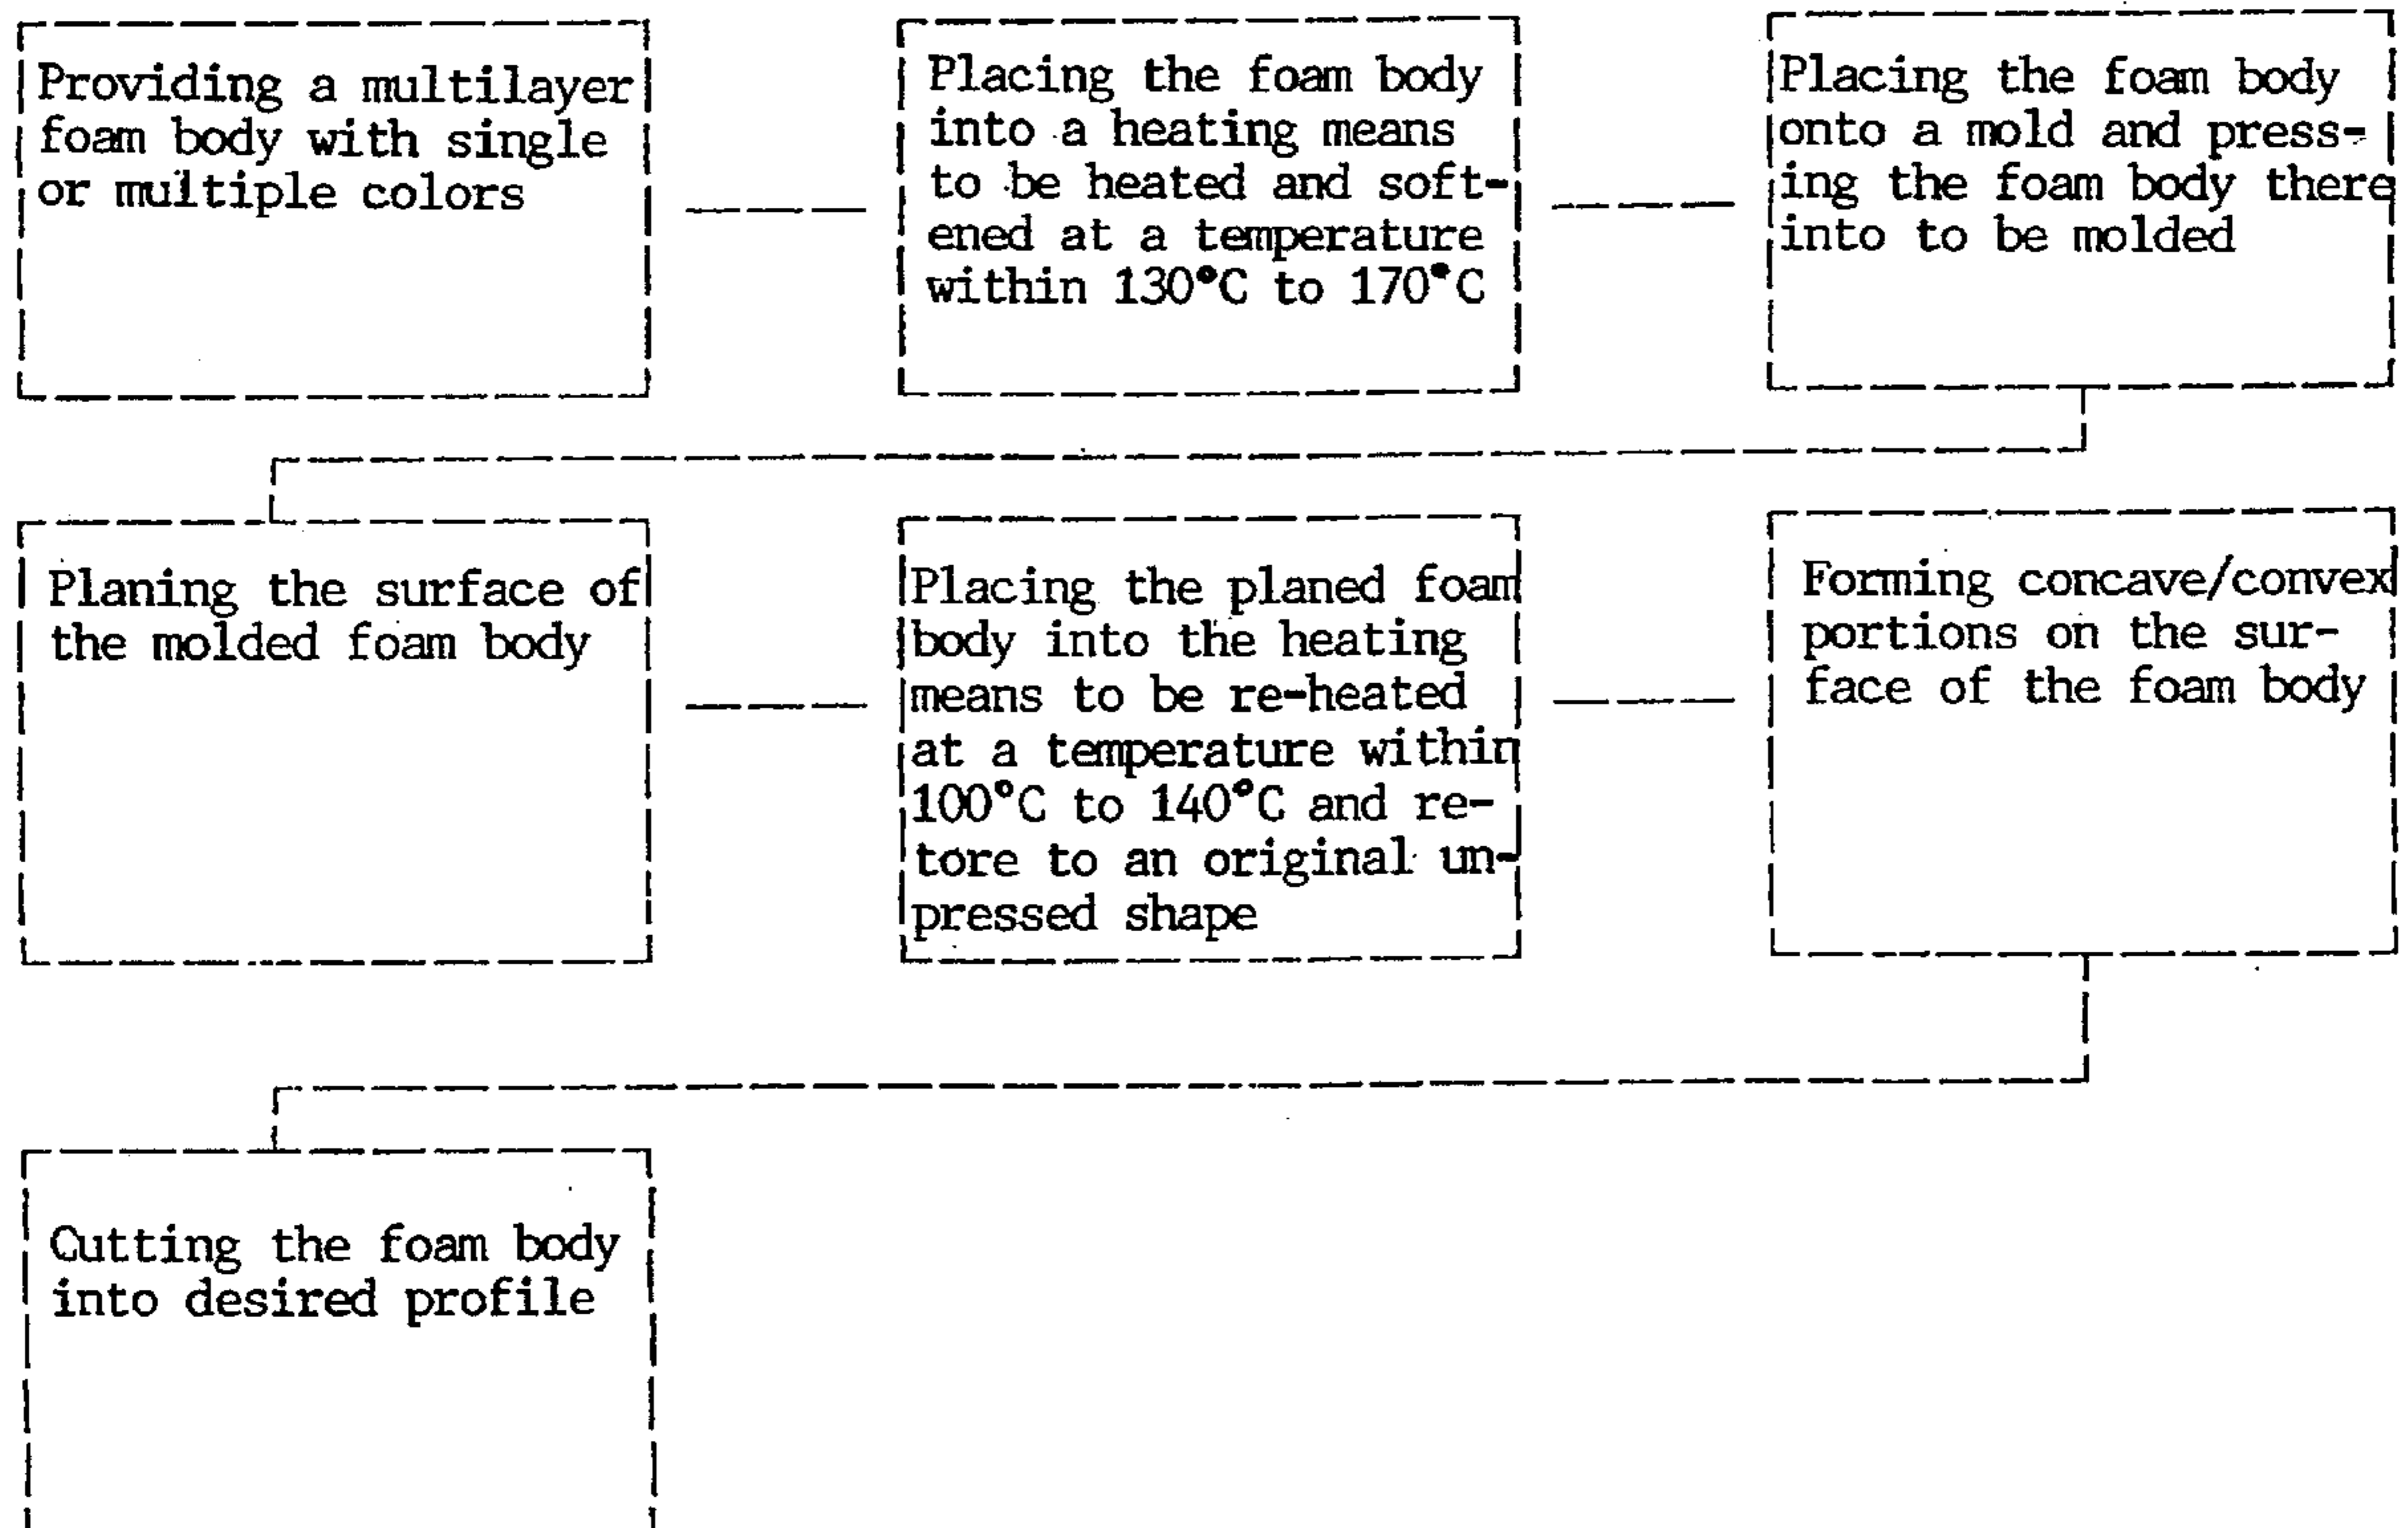 Providing a multilayer
foam body with single
or multiple colors
Placing the foam body
into a heating means
to be heated and soft-
ened at a temperature
within 130°C to 170°C
Placing the foam body
onto a mold and press-
ing the foam body there
into to be molded
Planing the surface of
the molded foam body
Placing the planed foam
body into the heating
means to be re-heated
at a temperature within
100°C to 140°C and re-
tore to an original un-
pressed shape
Forming concave/convex
portions on the sur-
face of the foam body
Cutting the foam body
into desired profile